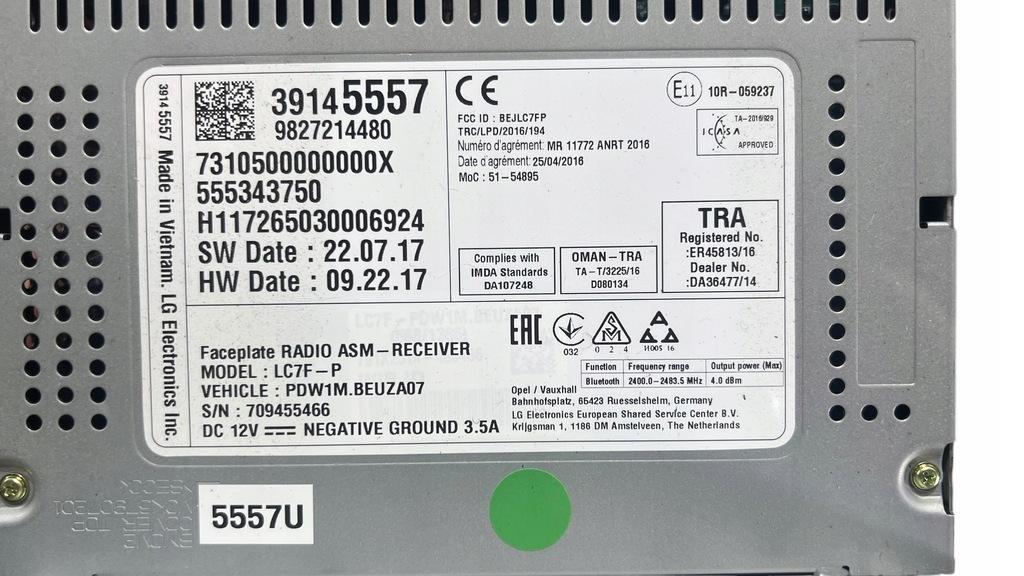 39145557 Made in Vietnam. LG Electronics Inc.
39145557
9827214480
7310500000000X
555343750
H117265030006924
SW Date : 22.07.17
HW Date : 09.22.17
CE
FCC ID : BEJLC7FP
TRC/LPD/2016/194
Numéro d'agrément: MR 11772 ANRT 2016
Date d'agrément: 25/04/2016
MoC : 51-54895
E11 10R-059237
TA-2016/929
ICASA
APPROVED
Complies with
IMDA Standards
DA107248
OMAN-TRA
TA-T/3225/16
D080134
TRA
Registered No.
:ER45813/16
Dealer No.
:DA36477/14
Faceplate RADIO ASM-RECEIVER
MODEL : LC7F-P
VEHICLE : PDW1M.BEUZA07
S/N : 709455466
DC 12V NEGATIVE GROUND 3.5A
EAC
032
0 2 4
И005 16
Function Frequency range Output power (Max)
Bluetooth 2400.0-2483.5 MHz 4.0 dBm
Opel / Vauxhall
Bahnhofsplatz, 65423 Ruesselsheim, Germany
LG Electronics European Shared Service Center B.V.
Krijgsman 1, 1186 DM Amstelveen, The Netherlands
5557U